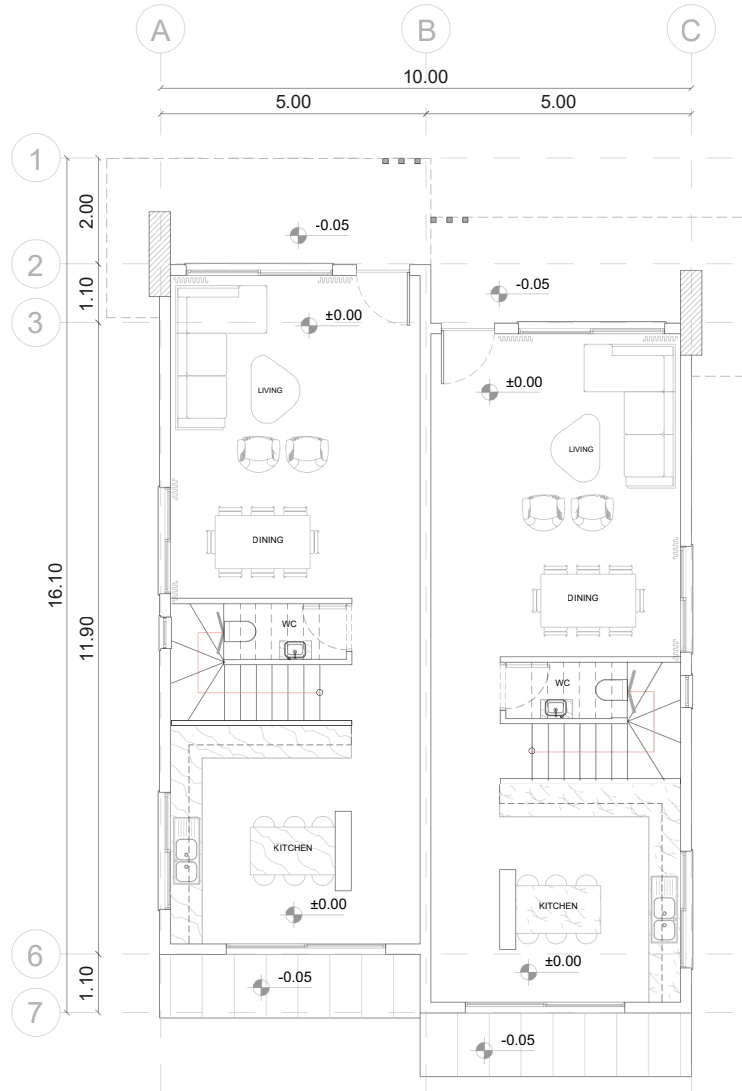 A
B
C
10.00
5.00
5.00
1
2.00
-0.05
2
-0.05
1.10
3
±0.00
±0.00
LIVING
LIVING
DINING
16.10
11.90
DINING
WC
WC
KITCHEN
KITCHEN
±0.00
6
±0.00
-0.05
1.10
7
-0.05